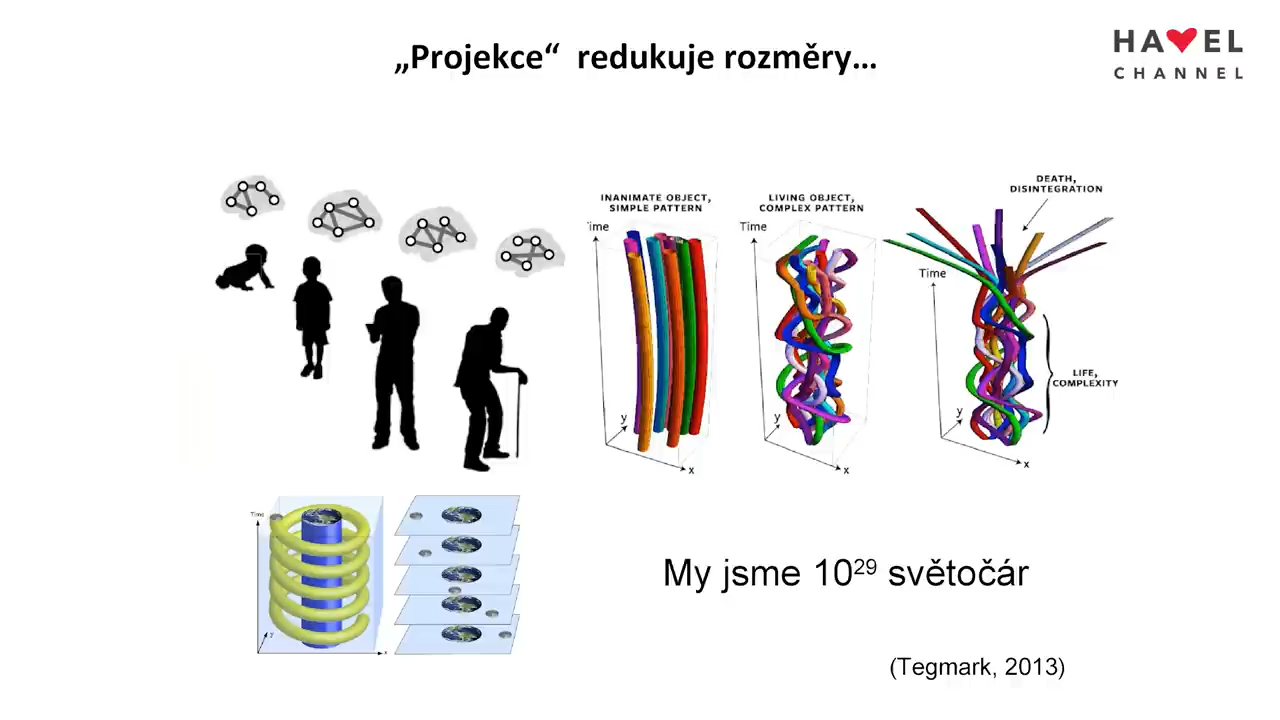 „Projekce“ redukuje rozměry…
HAVEL
CHANNEL
INANIMATE OBJECT,
SIMPLE PATTERN
LIVING OBJECT,
COMPLEX PATTERN
DEATH,
DISINTEGRATION
Time
y
x
Time
y
x
Time
y
x
LIFE,
COMPLEXITY
Time
y
x
My jsme 10²⁹ světočár
(Tegmark, 2013)